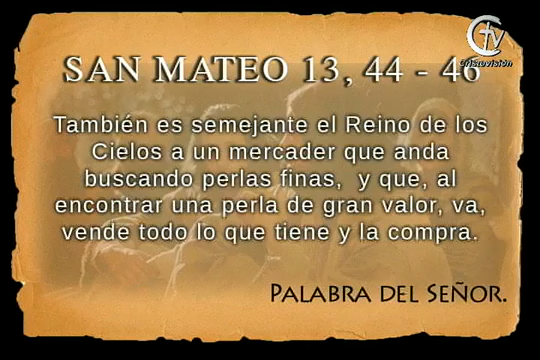 CTV
Cristovisión
SAN MATEO 13, 44 - 46
También es semejante el Reino de los
Cielos a un mercader que anda
buscando perlas finas, y que, al
encontrar una perla de gran valor, va,
vende todo lo que tiene y la compra.
PALABRA DEL SEÑOR.